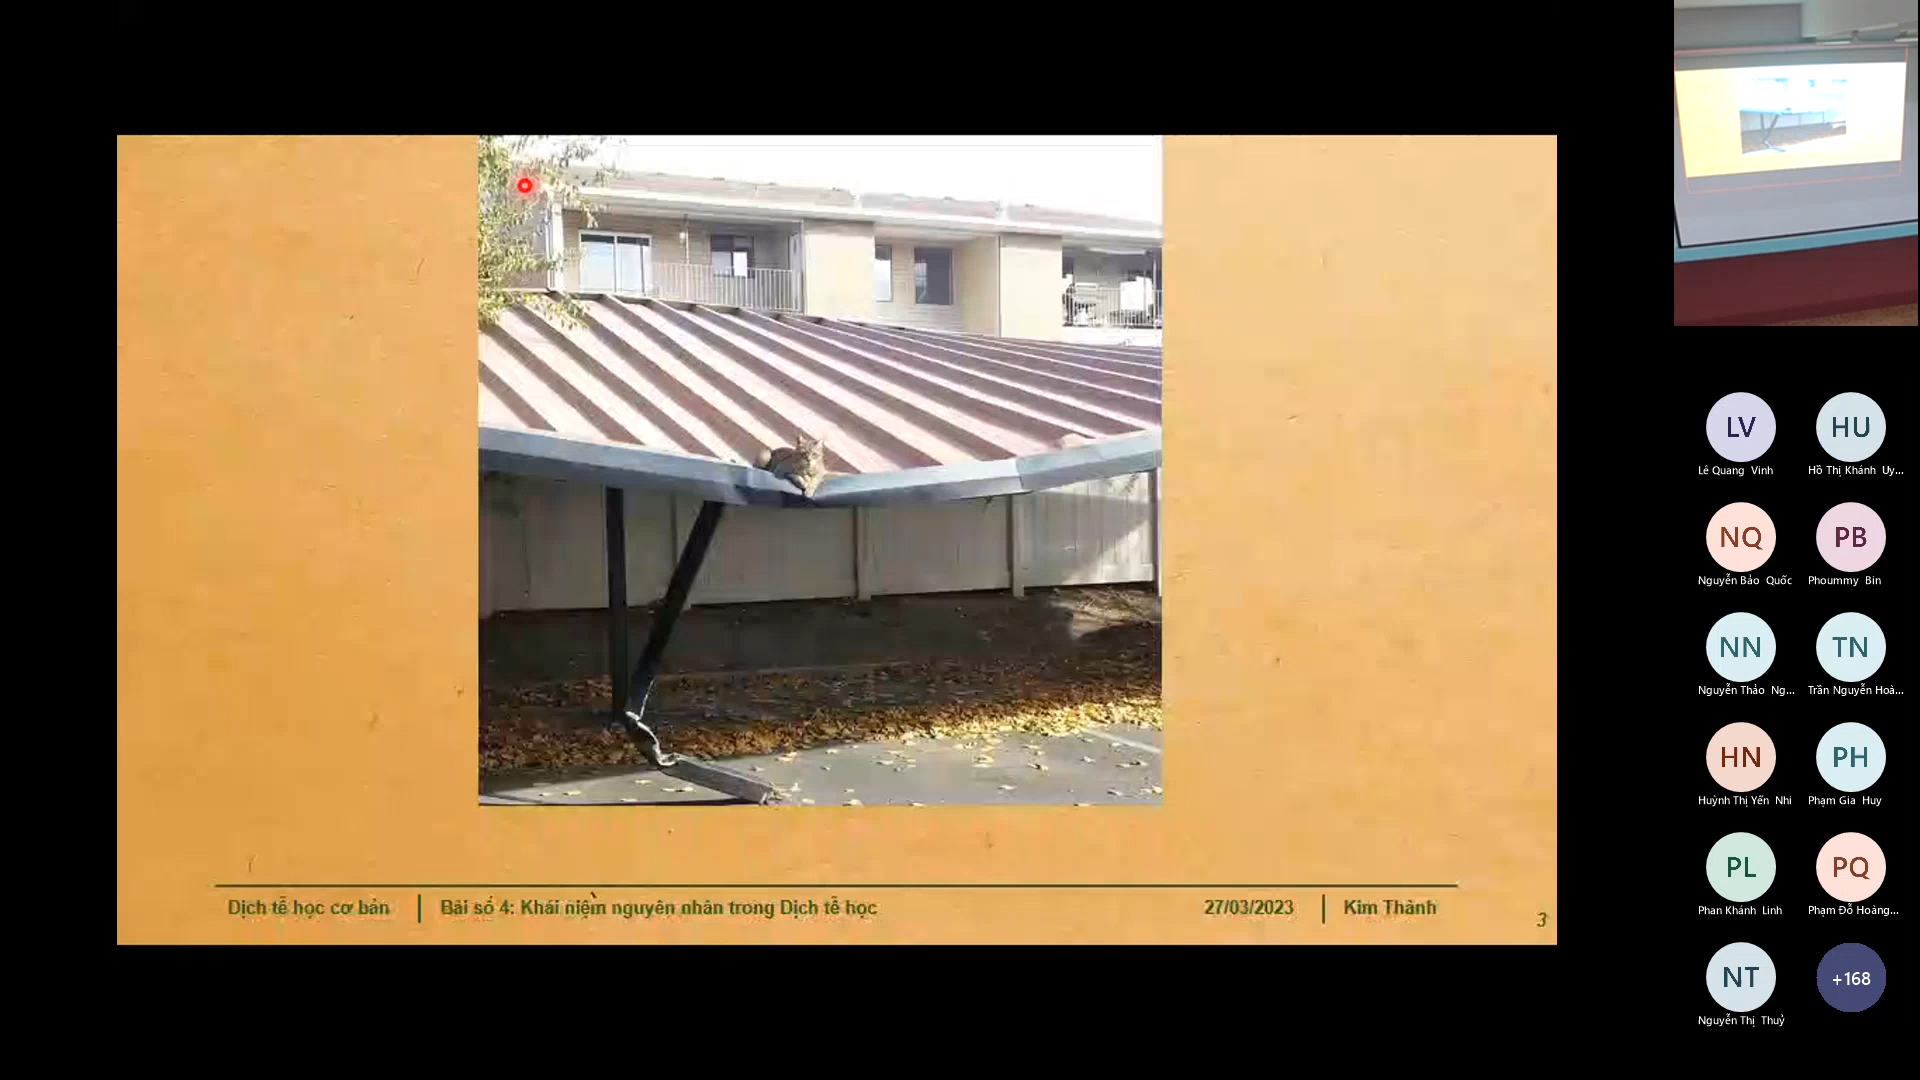 Dịch tễ học cơ bản
Bài số 4: Khái niệm nguyên nhân trong Dịch tễ học
27/03/2023
Kim Thành
3
LV
Lê Quang Vinh
HU
Hồ Thị Khánh Uy...
NQ
Nguyễn Bảo Quốc
PB
Phoummy Bin
NN
Nguyễn Thảo Ng...
TN
Trần Nguyễn Hoà...
HN
Huỳnh Thị Yến Nhi
PH
Phạm Gia Huy
PL
Phan Khánh Linh
PQ
Phạm Đỗ Hoàng...
NT
Nguyễn Thị Thuỷ
+168